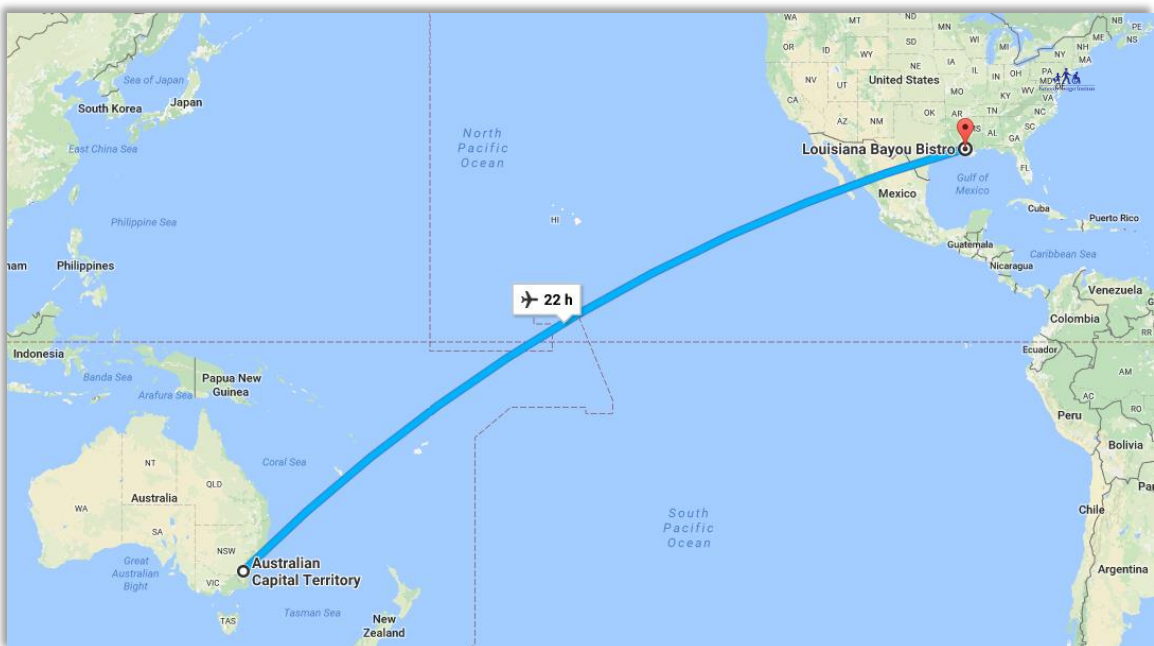 WA
MT
ND
MN
NB
PE
OR
ID
SD
WI
MI
ME
NS
WY
NY
NH
MA
Sea of Japan
NV
United States
IA
NE
IL
IN
OH
PA
MD
UT
CO
MO
KY
WV
VA
South Korea
Japan
CA
OK
AR
TN
NC
AZ
NM
MS
AL
SC
GA
North
Pacific
Ocean
East China Sea
Louisiana Bayou Bistro
FL
Gulf of
Mexico
Mexico
Philippine Sea
HI
Cuba
Puerto Rico
Guatemala
Caribbean Sea
nam
Philippines
Nicaragua
22 h
Venezuela
Colombia
RR
Indonesia
Ecuador
Banda Sea
Papua New
Guinea
AM
Arafura Sea
AC
RO
Peru
Bolivia
Coral Sea
NT
QLD
Australia
WA
South
Pacific
Ocean
Chile
SA
NSW
Great
Australian
Bight
Australian
Capital Territory
VIC
Argentina
TAS
Tasman Sea
New
Zealand